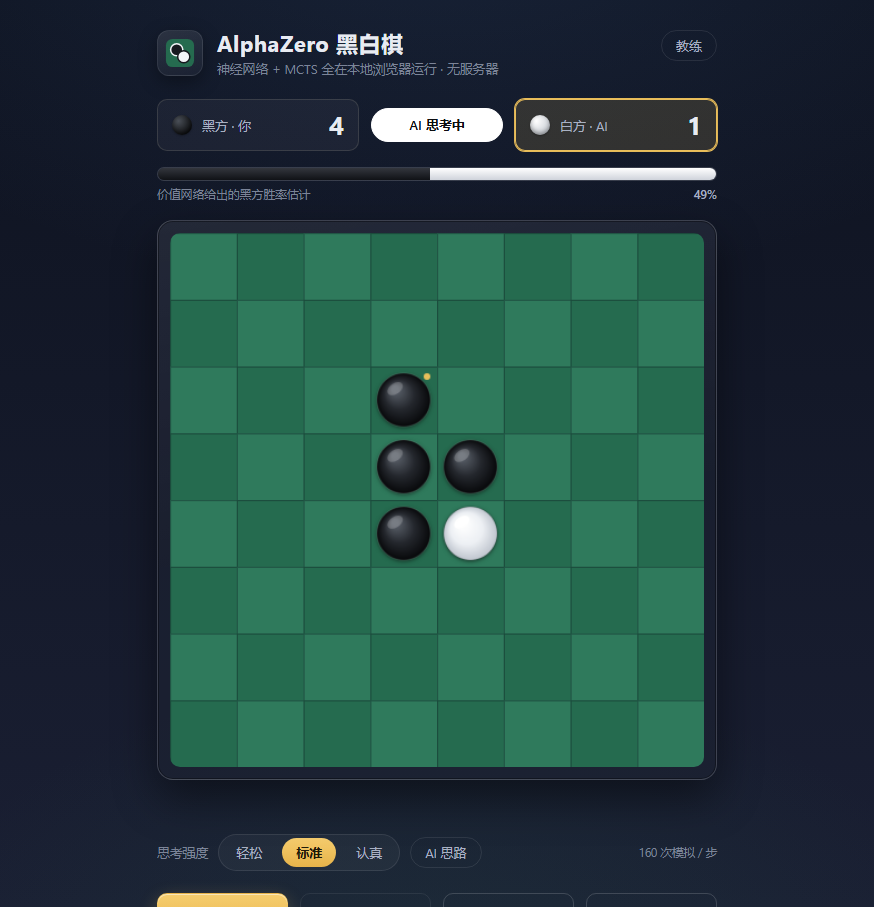 AlphaZero 黑白棋
教练
神经网络 + MCTS 全在本地浏览器运行 · 无服务器
黑方 · 你
4
AI 思考中
白方 · AI
1
价值网络给出的黑方胜率估计
49%
思考强度
轻松
标准
认真
AI 思路
160 次模拟 / 步